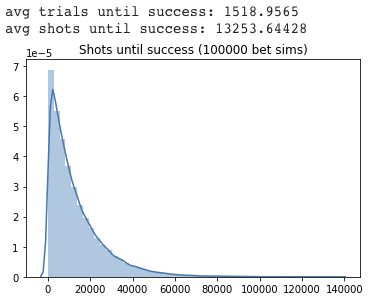 avg trials until success: 1518.9565
avg shots until success: 13253.64428
1e−5
Shots until success (100000 bet sims)
7
6
5
4
3
2
1
0
0 20000 40000 60000 80000 100000 120000 140000